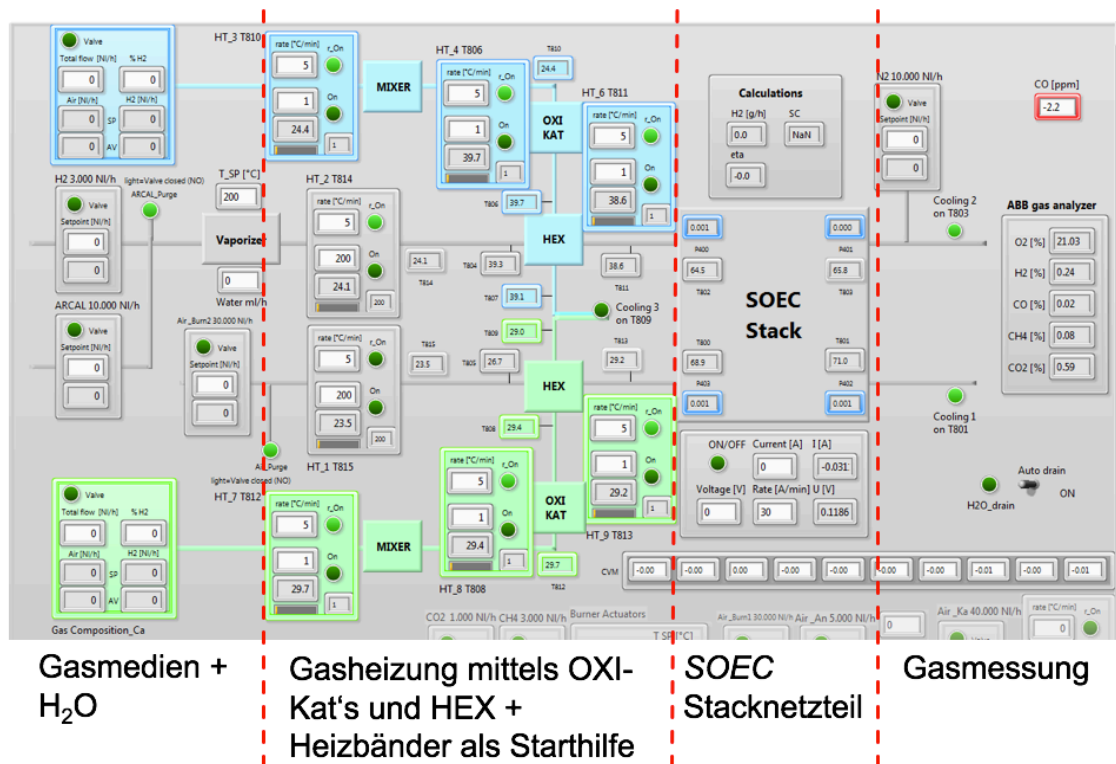 Valve
Total flow [Nl/h] % H2
0 0
Air [Nl/h] H2 [Nl/h]
0 SP 0
0 AV 0
HT_3 T810
rate [°C/min] r_On
5
On
1
24.4
1
MIXER
HT_4 T806
rate [°C/min] r_On
5
On
1
39.7
1
T810
24.4
OXI
KAT
HT_6 T811
rate [°C/min] r_On
5
On
1
38.6
1
Calculations
H2 [g/h] SC
0.0 NaN
eta
-0.0
N2 10.000 Nl/h
Valve
Setpoint [Nl/h]
0
0
CO [ppm]
-2.2
H2 3.000 Nl/h
Valve
Setpoint [Nl/h]
0
0
light=Valve closed (NO)
ARCAL_Purge
T_SP [°C]
200
Vaporizer
0
Water ml/h
HT_2 T814
rate [°C/min] r_On
5
On
200
24.1
200
24.1
T814
T806
39.7
HEX
T804
39.3
38.6
T811
T807
39.1
Cooling 3
on T809
T809
29.0
0.001
P400
64.5
T802
0.000
P401
65.8
T803
SOEC
Stack
T800
68.9
P403
0.001
T801
71.0
P402
0.001
Cooling 2
on T803
ABB gas analyzer
O2 [%] 21.03
H2 [%] 0.24
CO [%] 0.02
CH4 [%] 0.08
CO2 [%] 0.59
ARCAL 10.000 Nl/h
Valve
Setpoint [Nl/h]
0
0
Air_Burn2 30.000 Nl/h
Valve
Setpoint [Nl/h]
0
0
rate [°C/min] r_On
5
On
200
23.5
200
HT_1 T815
T815
23.5
T805
26.7
T813
29.2
HEX
T808
29.4
Air_Purge
light=Valve closed (NO)
Cooling 1
on T801
Valve
Total flow [Nl/h] % H2
0 0
Air [Nl/h] H2 [Nl/h]
0 SP 0
0 AV 0
Gas Composition_Ca
HT_7 T812
rate [°C/min] r_On
5
On
1
29.7
1
MIXER
rate [°C/min] r_On
5
On
1
29.4
1
HT_8 T808
OXI
KAT
29.7
T812
rate [°C/min] r_On
5
On
1
29.2
1
HT_9 T813
ON/OFF Current [A] I [A]
0 -0.031
Voltage [V] Rate [A/min] U [V]
0 30 0.1186
Auto drain
ON
H2O_drain
CVM -0.00 -0.00 0.00 -0.00 -0.00 -0.00 -0.00 -0.01 -0.00 -0.01
CO2 1.000 Nl/h CH4 3.000 Nl/h Burner Actuators
T SP [°C]
Air_Burn1 30.000 Nl/h Air_An 5.000 Nl/h
0
Air_Ka 40.000 Nl/h
Valve
rate [°C/min] r_On
0
Gasmedien +
H₂O
Gasheizung mittels OXI-
Kat‘s und HEX +
Heizbänder als Starthilfe
SOEC
Stacknetzteil
Gasmessung